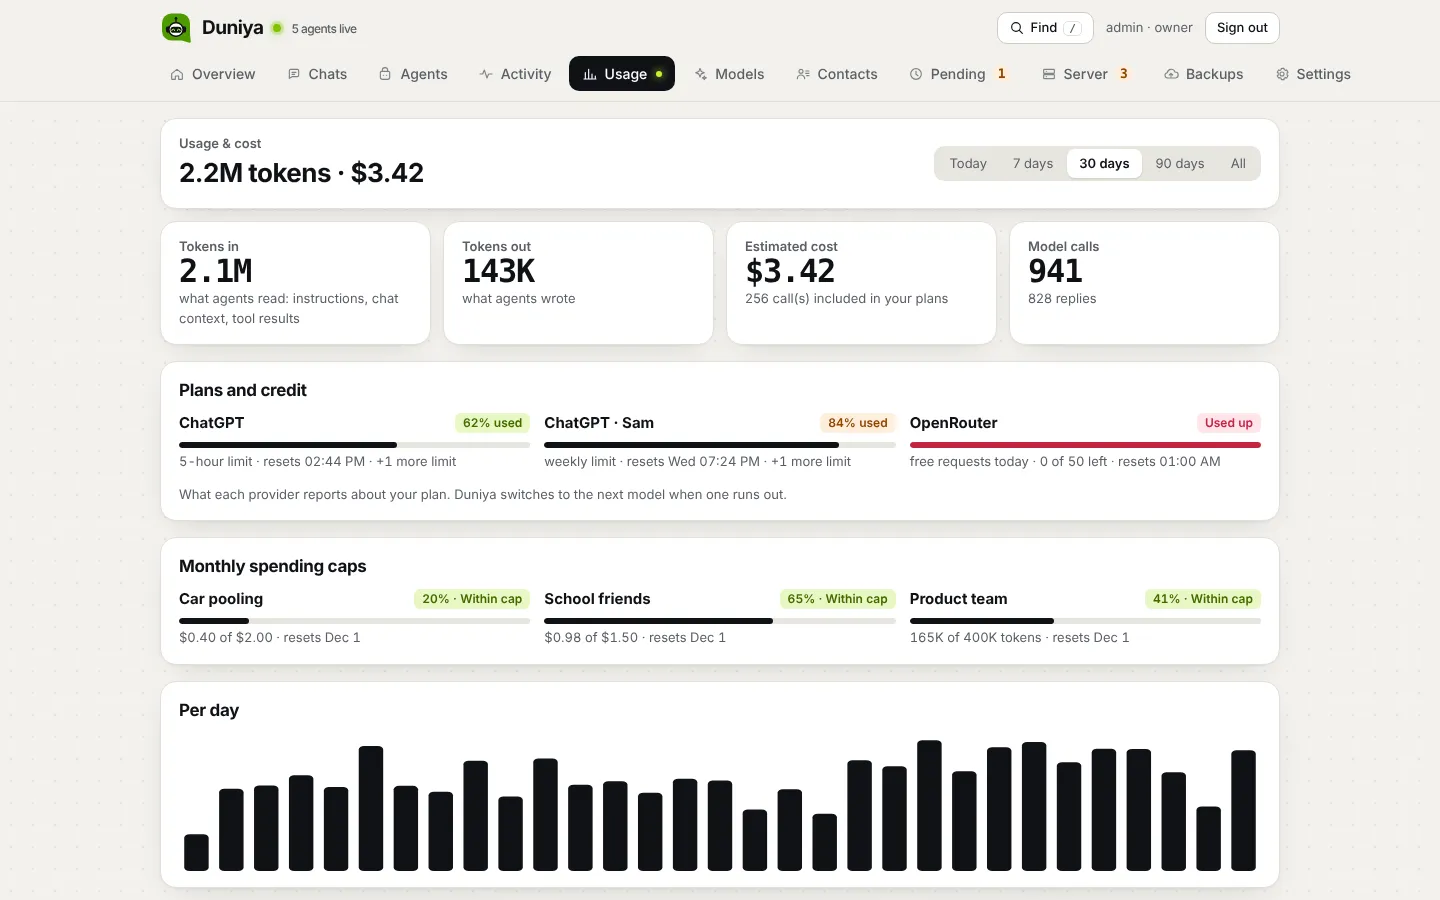 Duniya
5 agents live
Find /
admin · owner
Sign out
Overview
Chats
Agents
Activity
Usage
Models
Contacts
Pending 1
Server 3
Backups
Settings
Usage & cost
2.2M tokens · $3.42
Today
7 days
30 days
90 days
All
Tokens in
2.1M
what agents read: instructions, chat
context, tool results
Tokens out
143K
what agents wrote
Estimated cost
$3.42
256 call(s) included in your plans
Model calls
941
828 replies
Plans and credit
ChatGPT
62% used
5-hour limit · resets 02:44 PM · +1 more limit
ChatGPT · Sam
84% used
weekly limit · resets Wed 07:24 PM · +1 more limit
OpenRouter
Used up
free requests today · 0 of 50 left · resets 01:00 AM
What each provider reports about your plan. Duniya switches to the next model when one runs out.
Monthly spending caps
Car pooling
20% · Within cap
$0.40 of $2.00 · resets Dec 1
School friends
65% · Within cap
$0.98 of $1.50 · resets Dec 1
Product team
41% · Within cap
165K of 400K tokens · resets Dec 1
Per day